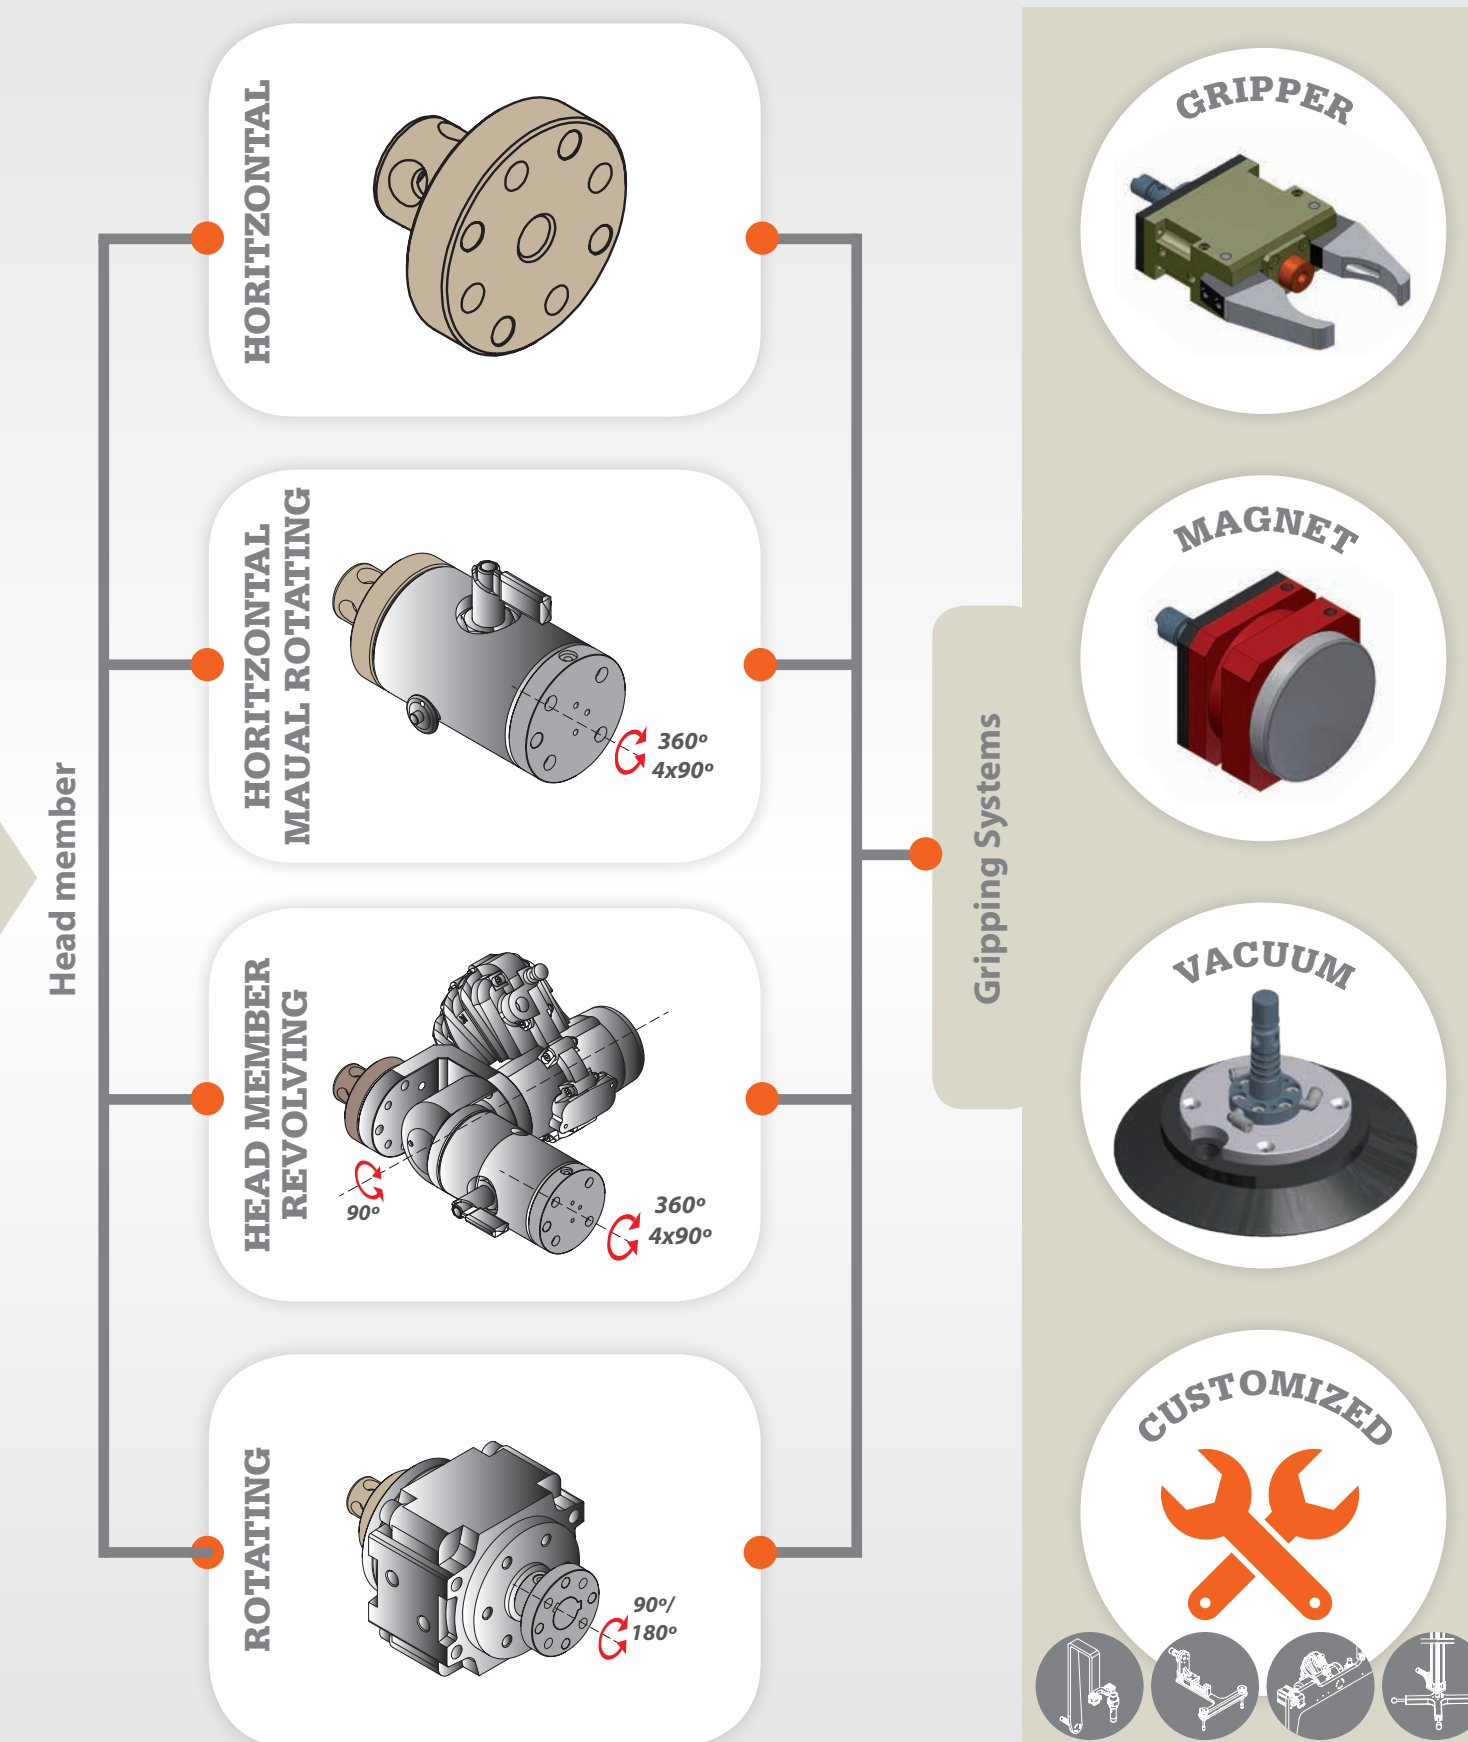 Head member
HORITZONTAL
HORITZONTAL
MAUAL ROTATING
360º
4x90º
HEAD MEMBER
REVOLVING
90º
360º
4x90º
ROTATING
90º/
180º
Gripping Systems
GRIPPER
MAGNET
VACUUM
CUSTOMIZED